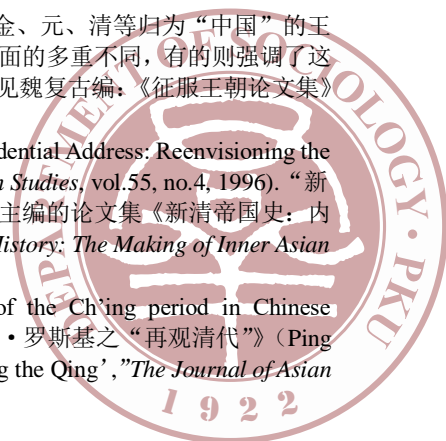 金、元、清等归为“中国”的王
面的多重不同，有的则强调了这
见魏复古编：《征服王朝论文集》
dential Address: Reenvisioning the
n Studies, vol.55, no.4, 1996). “新
主编的论文集《新清帝国史：内
History: The Making of Inner Asian
of the Ch’ing period in Chinese
·罗斯基之“再观清代”》（Ping
g the Qing’,”The Journal of Asian
DEPARTMENT OF SOCIOLOGY · PKU
1922